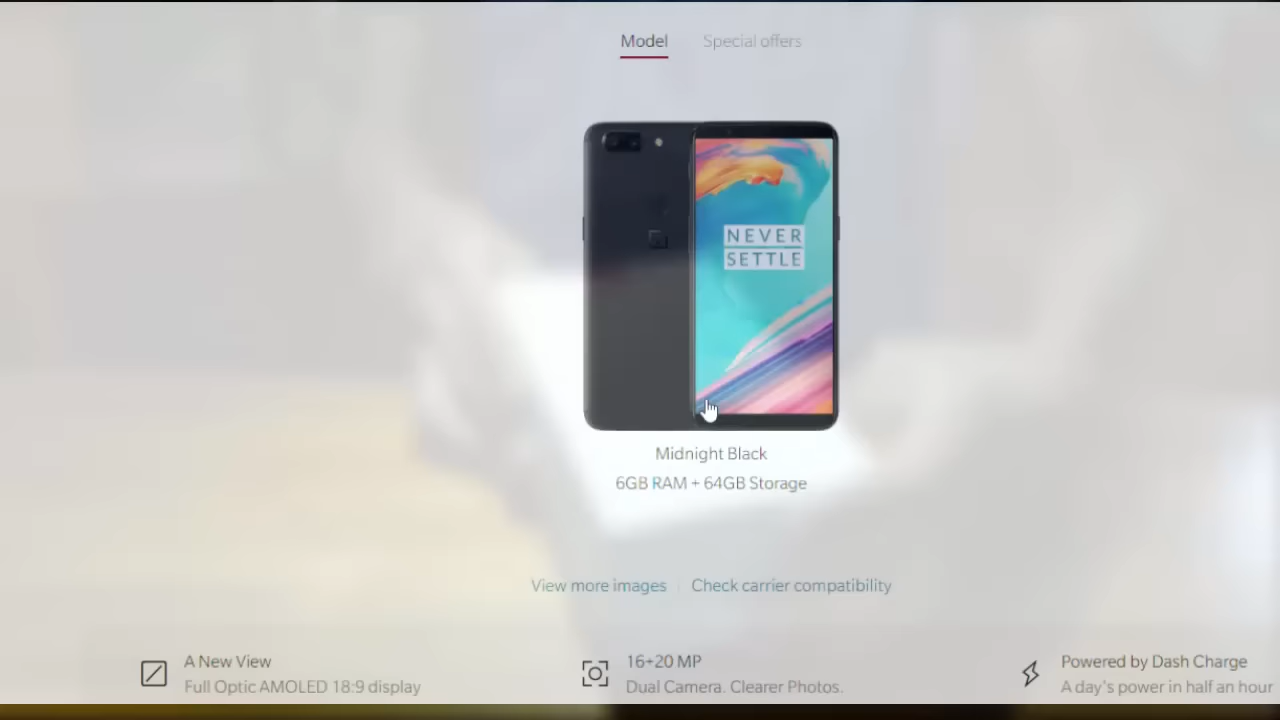 Model Special offers
NEVER
SETTLE
Midnight Black
6GB RAM + 64GB Storage
View more images Check carrier compatibility
A New View
Full Optic AMOLED 18:9 display
16+20 MP
Dual Camera. Clearer Photos.
Powered by Dash Charge
A day's power in half an hour